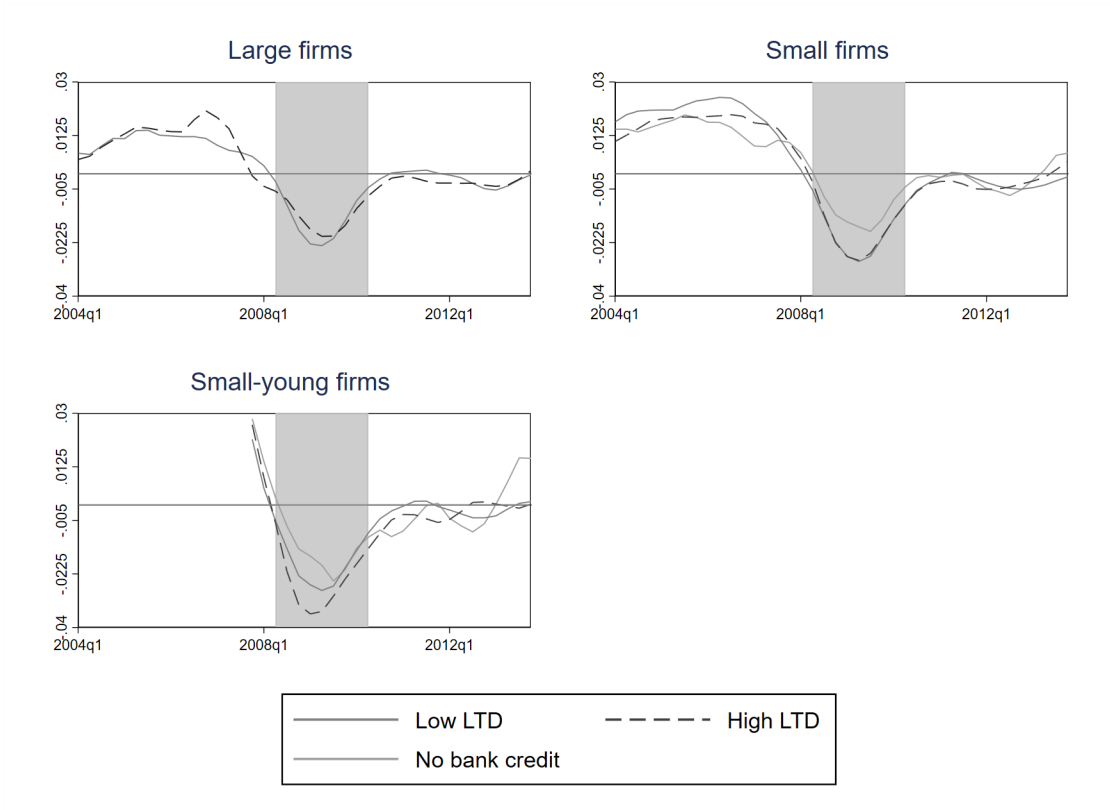 Large firms
.03
.0125
-.005
-.0225
-.04
2004q1 2008q1 2012q1
Small firms
.03
.0125
-.005
-.0225
-.04
2004q1 2008q1 2012q1
Small-young firms
.03
.0125
-.005
-.0225
-.04
2004q1 2008q1 2012q1
Low LTD High LTD
No bank credit